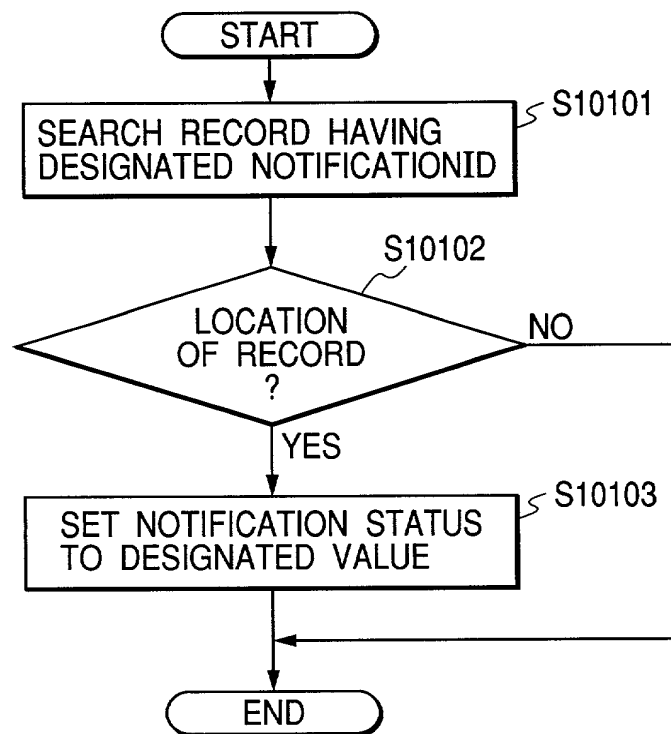 START
S10101
SEARCH RECORD HAVING
DESIGNATED NOTIFICATIONID
S10102
LOCATION
OF RECORD
?
NO
YES
S10103
SET NOTIFICATION STATUS
TO DESIGNATED VALUE
END